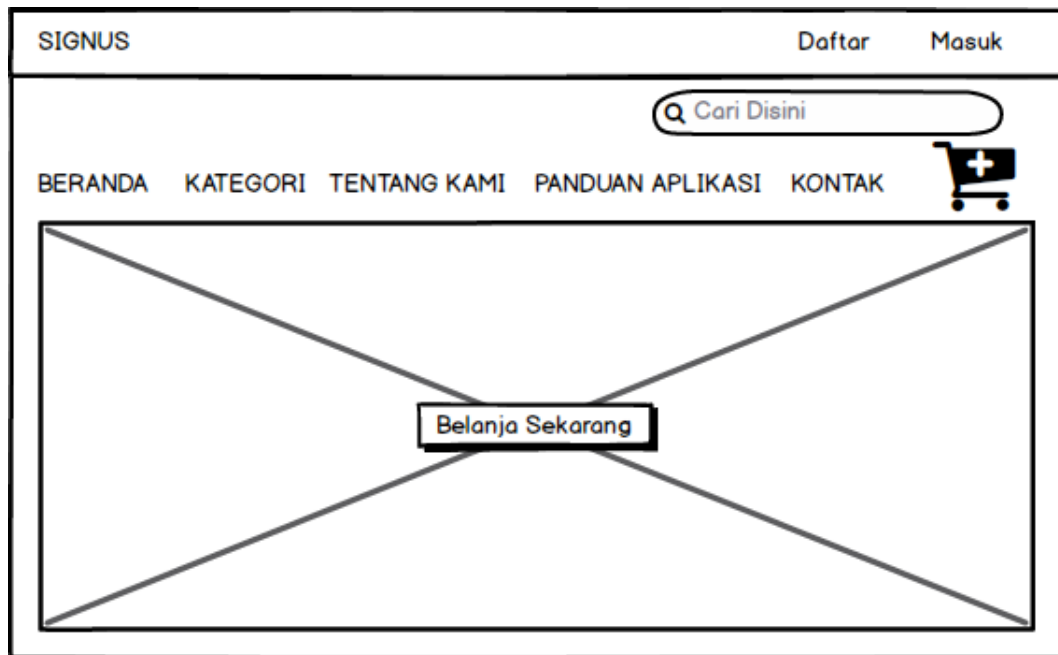 SIGNUS Daftar Masuk
Cari Disini
BERANDA KATEGORI TENTANG KAMI PANDUAN APLIKASI KONTAK
Belanja Sekarang